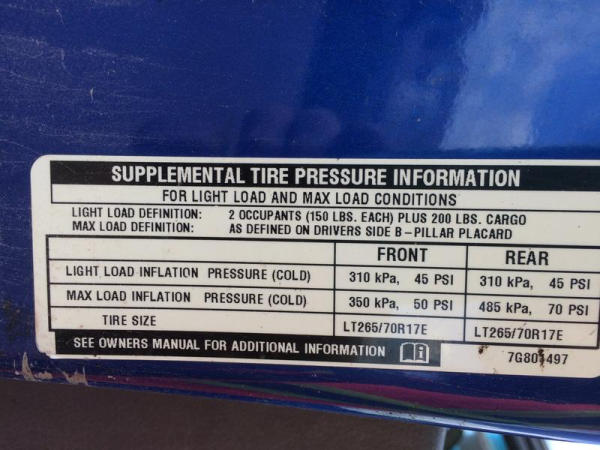 SUPPLEMENTAL TIRE PRESSURE INFORMATION
FOR LIGHT LOAD AND MAX LOAD CONDITIONS
LIGHT LOAD DEFINITION: 2 OCCUPANTS (150 LBS. EACH) PLUS 200 LBS. CARGO
MAX LOAD DEFINITION: AS DEFINED ON DRIVERS SIDE B-PILLAR PLACARD
FRONT REAR
LIGHT LOAD INFLATION PRESSURE (COLD) 310 kPa, 45 PSI 310 kPa, 45 PSI
MAX LOAD INFLATION PRESSURE (COLD) 350 kPa, 50 PSI 485 kPa, 70 PSI
TIRE SIZE LT265/70R17E LT265/70R17E
SEE OWNERS MANUAL FOR ADDITIONAL INFORMATION